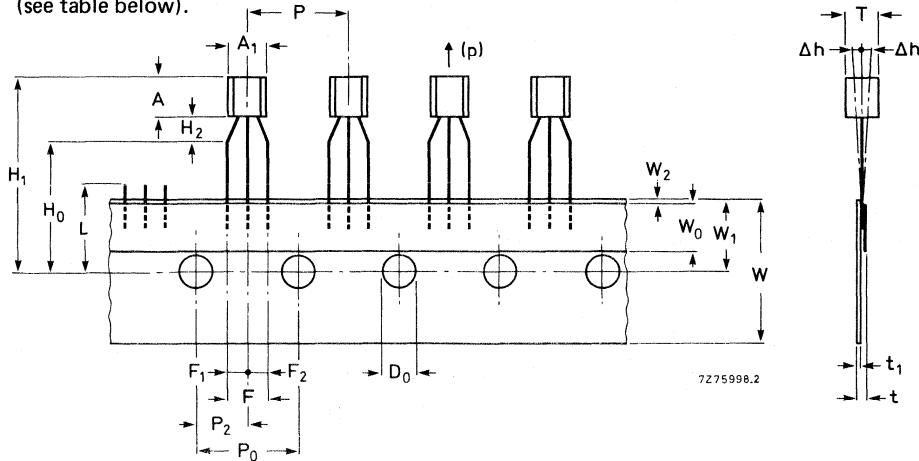 (see table below).
P
T
A₁
(p)
Δh
Δh
A
H₂
H₁
H₀
L
W₂
W₀
W₁
W
F₁
F₂
D₀
F
P₂
P₀
7Z75998.2
t₁
t